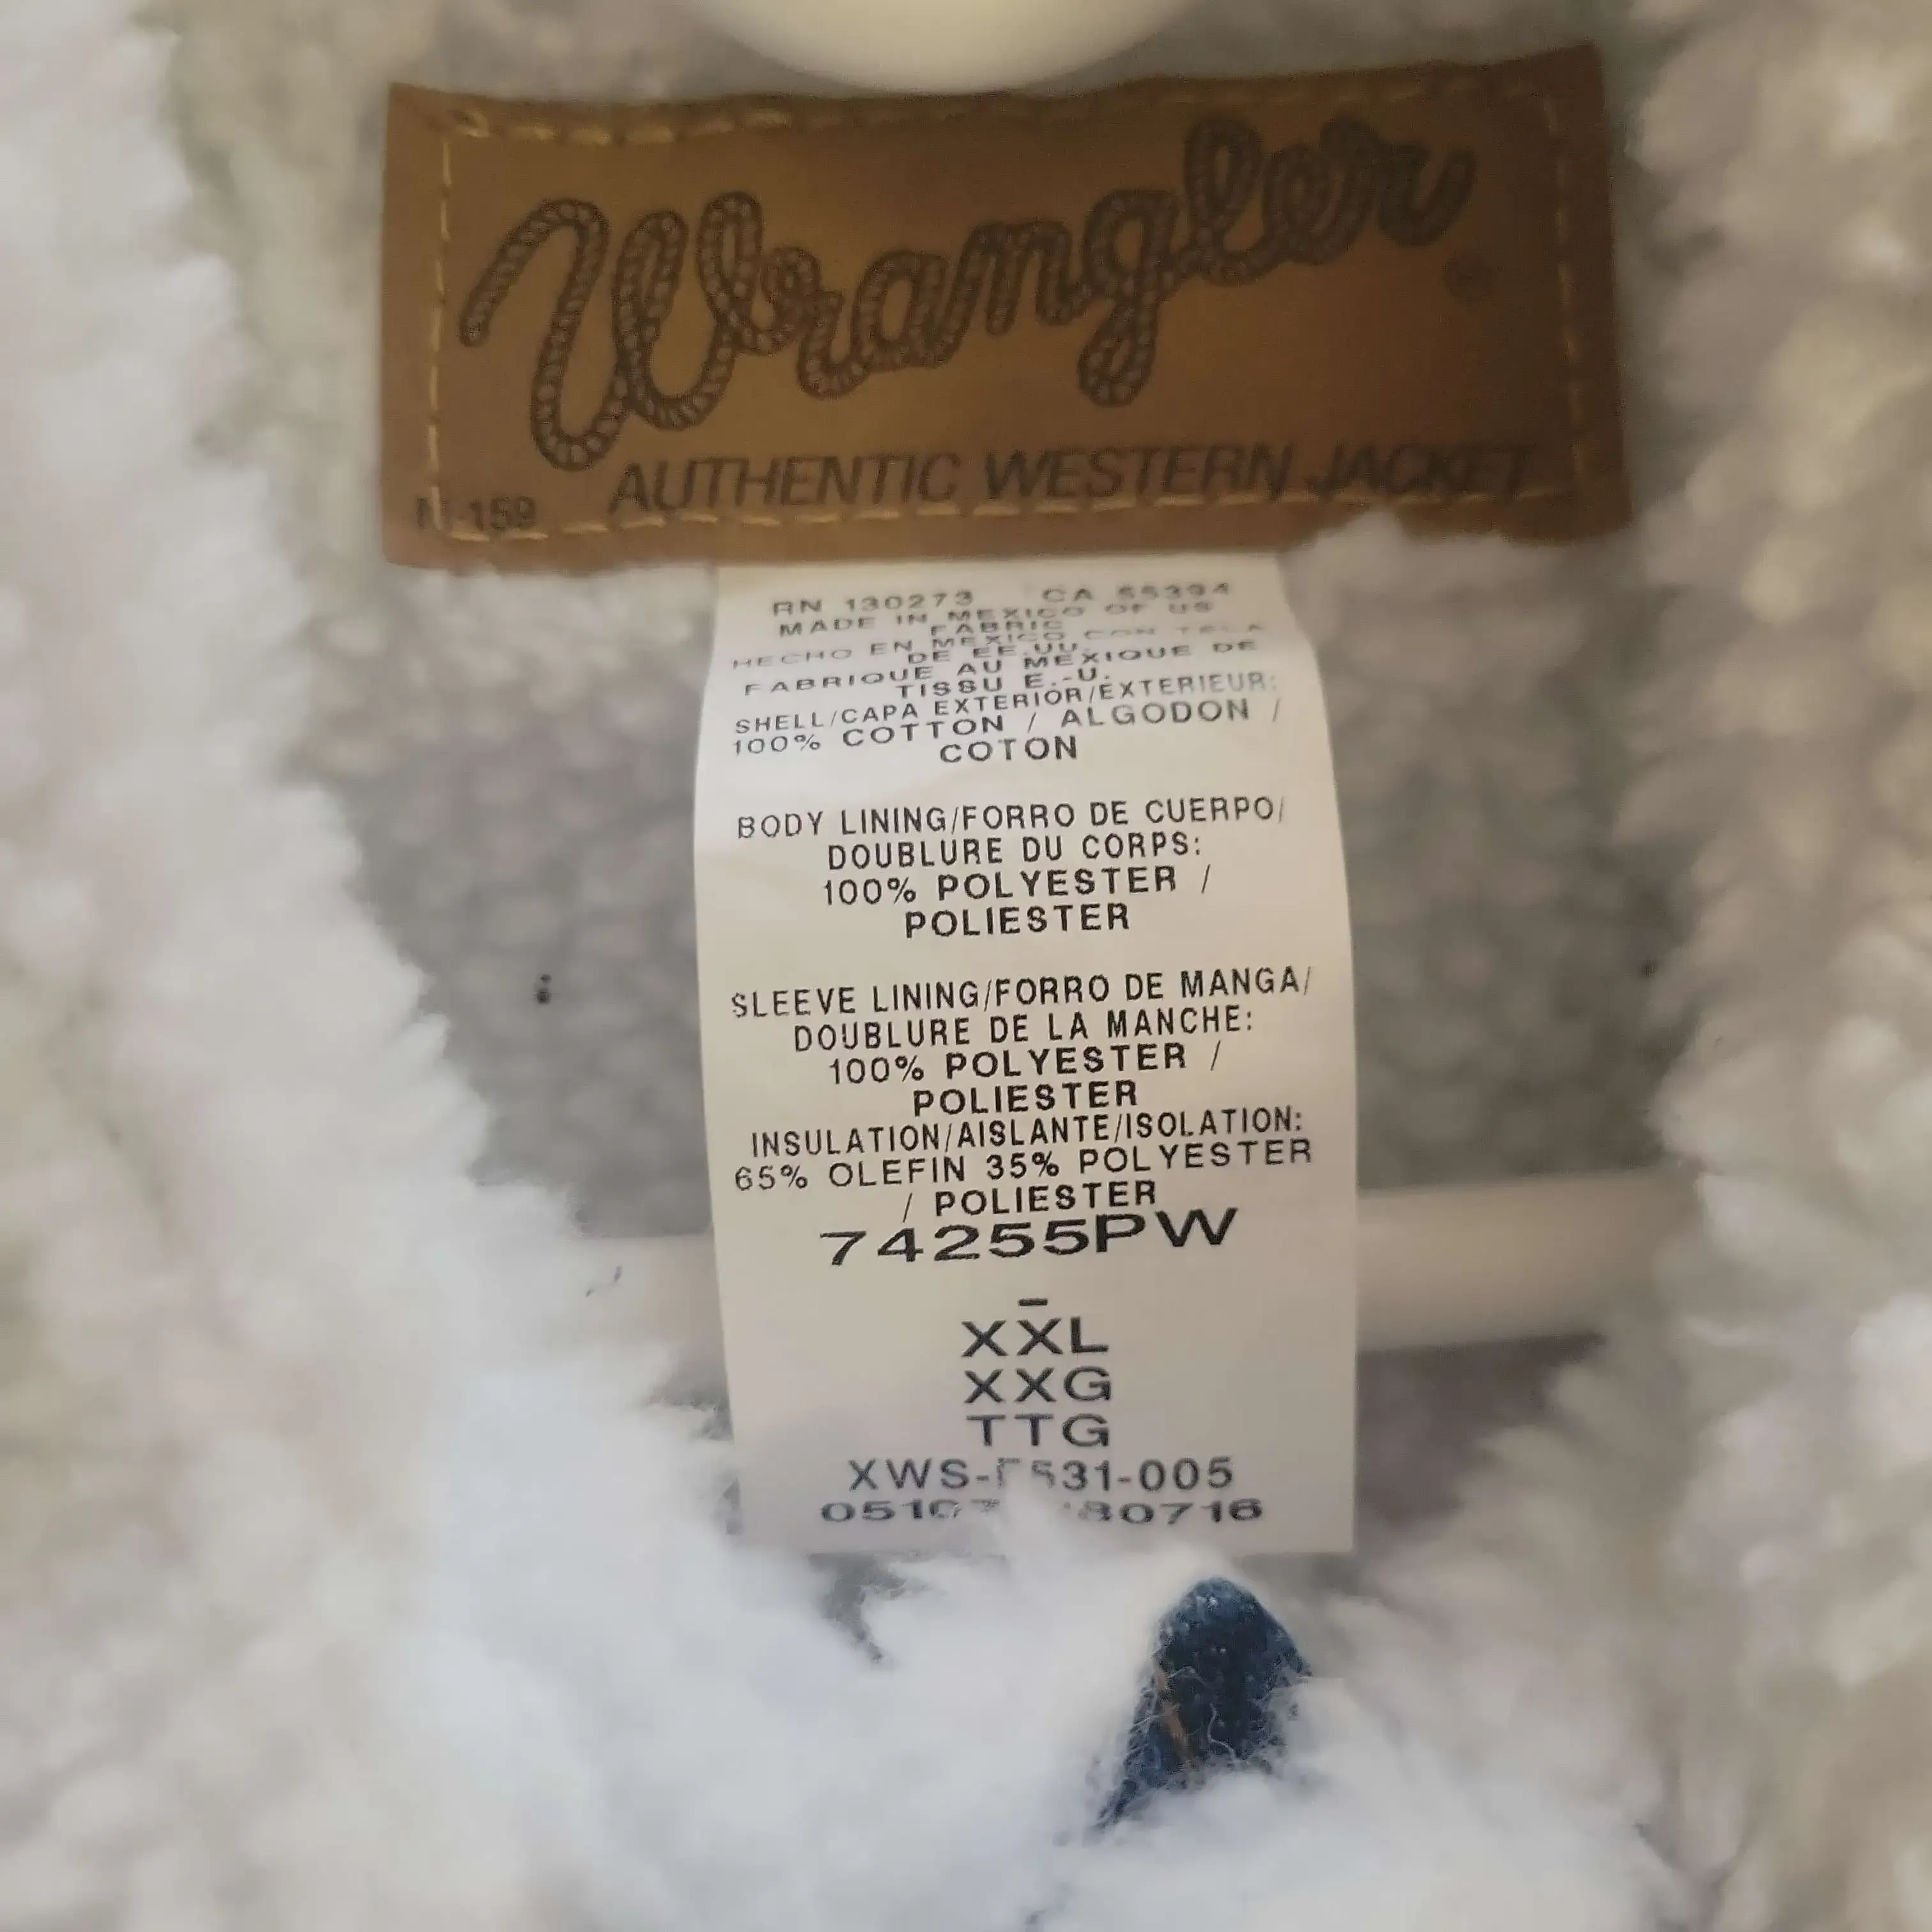 Wrangler
®
AUTHENTIC WESTERN JACKET
RN 130273 CA 55394
MADE IN MEXICO OF US
FABRIC
HECHO EN MEXICO CON TELA
DE EE.UU.
FABRIQUE AU MEXIQUE DE
TISSU E.-U.
SHELL/CAPA EXTERIOR/EXTERIEUR:
100% COTTON / ALGODON /
COTON
BODY LINING/FORRO DE CUERPO/
DOUBLURE DU CORPS:
100% POLYESTER /
POLIESTER
SLEEVE LINING/FORRO DE MANGA/
DOUBLURE DE LA MANCHE:
100% POLYESTER /
POLIESTER
INSULATION/AISLANTE/ISOLATION:
65% OLEFIN 35% POLYESTER
/ POLIESTER
74255PW
–
XXL
XXG
TTG